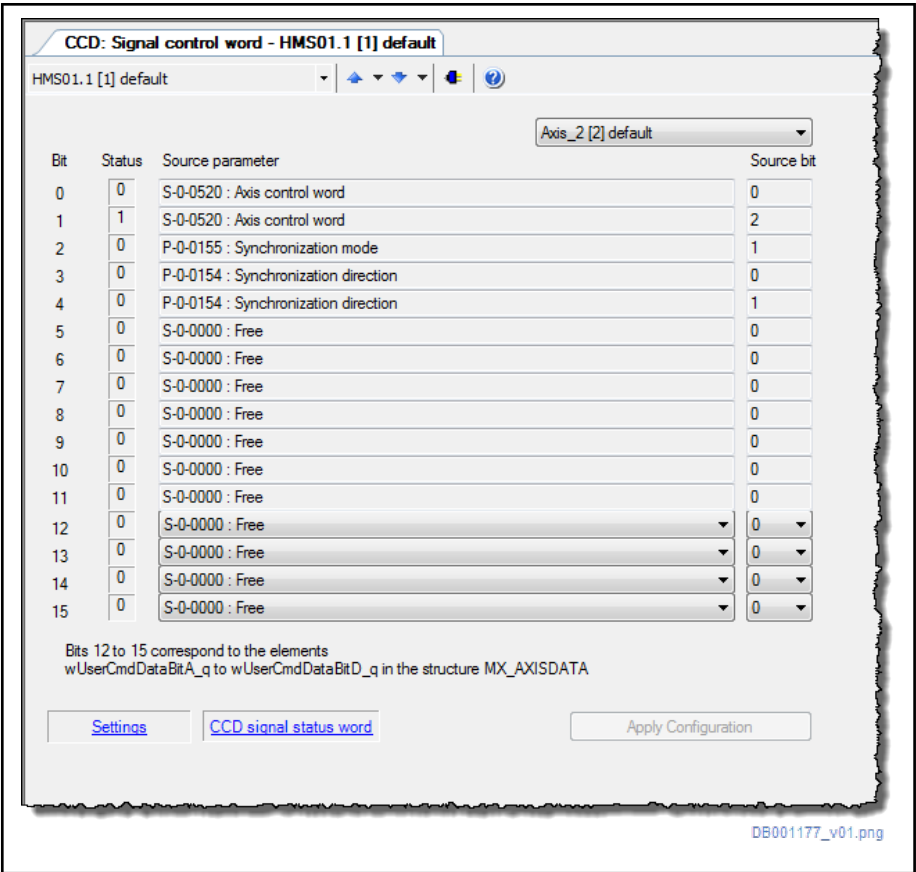 CCD: Signal control word - HMS01.1 [1] default
HMS01.1 [1] default
Axis_2 [2] default
Bit Status Source parameter Source bit
0 0 S-0-0520 : Axis control word 0
1 1 S-0-0520 : Axis control word 2
2 0 P-0-0155 : Synchronization mode 1
3 0 P-0-0154 : Synchronization direction 0
4 0 P-0-0154 : Synchronization direction 1
5 0 S-0-0000 : Free 0
6 0 S-0-0000 : Free 0
7 0 S-0-0000 : Free 0
8 0 S-0-0000 : Free 0
9 0 S-0-0000 : Free 0
10 0 S-0-0000 : Free 0
11 0 S-0-0000 : Free 0
12 0 S-0-0000 : Free 0
13 0 S-0-0000 : Free 0
14 0 S-0-0000 : Free 0
15 0 S-0-0000 : Free 0
Bits 12 to 15 correspond to the elements
wUserCmdDataBitA_q to wUserCmdDataBitD_q in the structure MX_AXISDATA
Settings CCD signal status word Apply Configuration
DB001177_v01.png